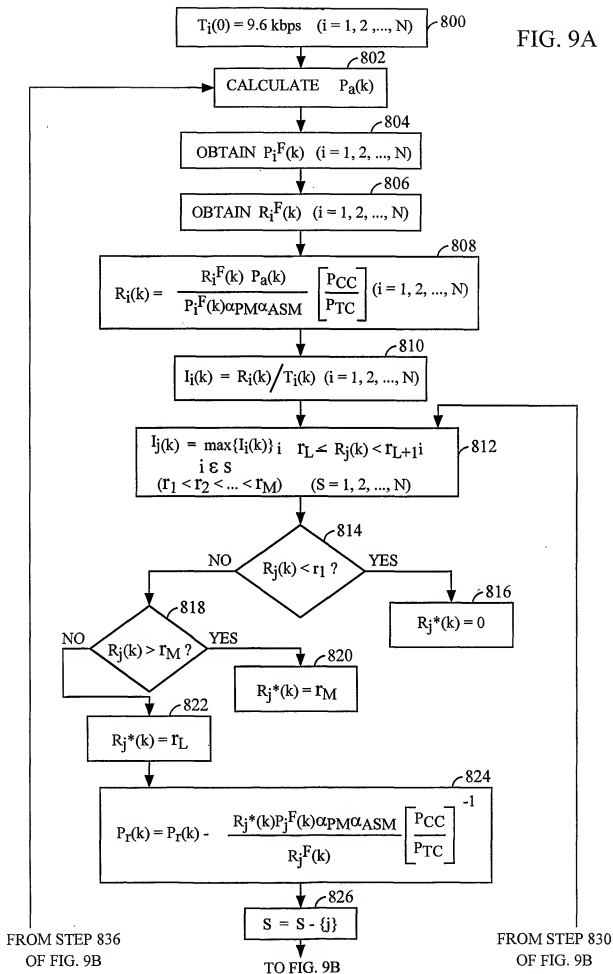 FIG. 9A
800
Tᵢ(0) = 9.6 kbps (i = 1, 2 ,..., N)
802
CALCULATE Pₐ(k)
804
OBTAIN PᵢF(k) (i = 1, 2, ..., N)
806
OBTAIN RᵢF(k) (i = 1, 2, ..., N)
808
Rᵢ(k) = RᵢF(k) Pₐ(k) / PᵢF(k)αPMαASM [PCC / PTC] (i = 1, 2, ..., N)
810
Iᵢ(k) = Rᵢ(k) / Tᵢ(k) (i = 1, 2, ..., N)
812
Iⱼ(k) = max{Iᵢ(k)}ᵢ rL ≤ Rⱼ(k) < rL+1i
i ε s
(r₁ < r₂ < ... < rM) (S = 1, 2, ..., N)
814
Rⱼ(k) < r₁ ?
NO
YES
816
Rⱼ*(k) = 0
818
Rⱼ(k) > rM ?
NO
YES
820
Rⱼ*(k) = rM
822
Rⱼ*(k) = rL
824
Pr(k) = Pr(k) - Rⱼ*(k)PⱼF(k)αPMαASM / RⱼF(k) [PCC / PTC] -1
826
S = S - {j}
FROM STEP 836
OF FIG. 9B
TO FIG. 9B
FROM STEP 830
OF FIG. 9B